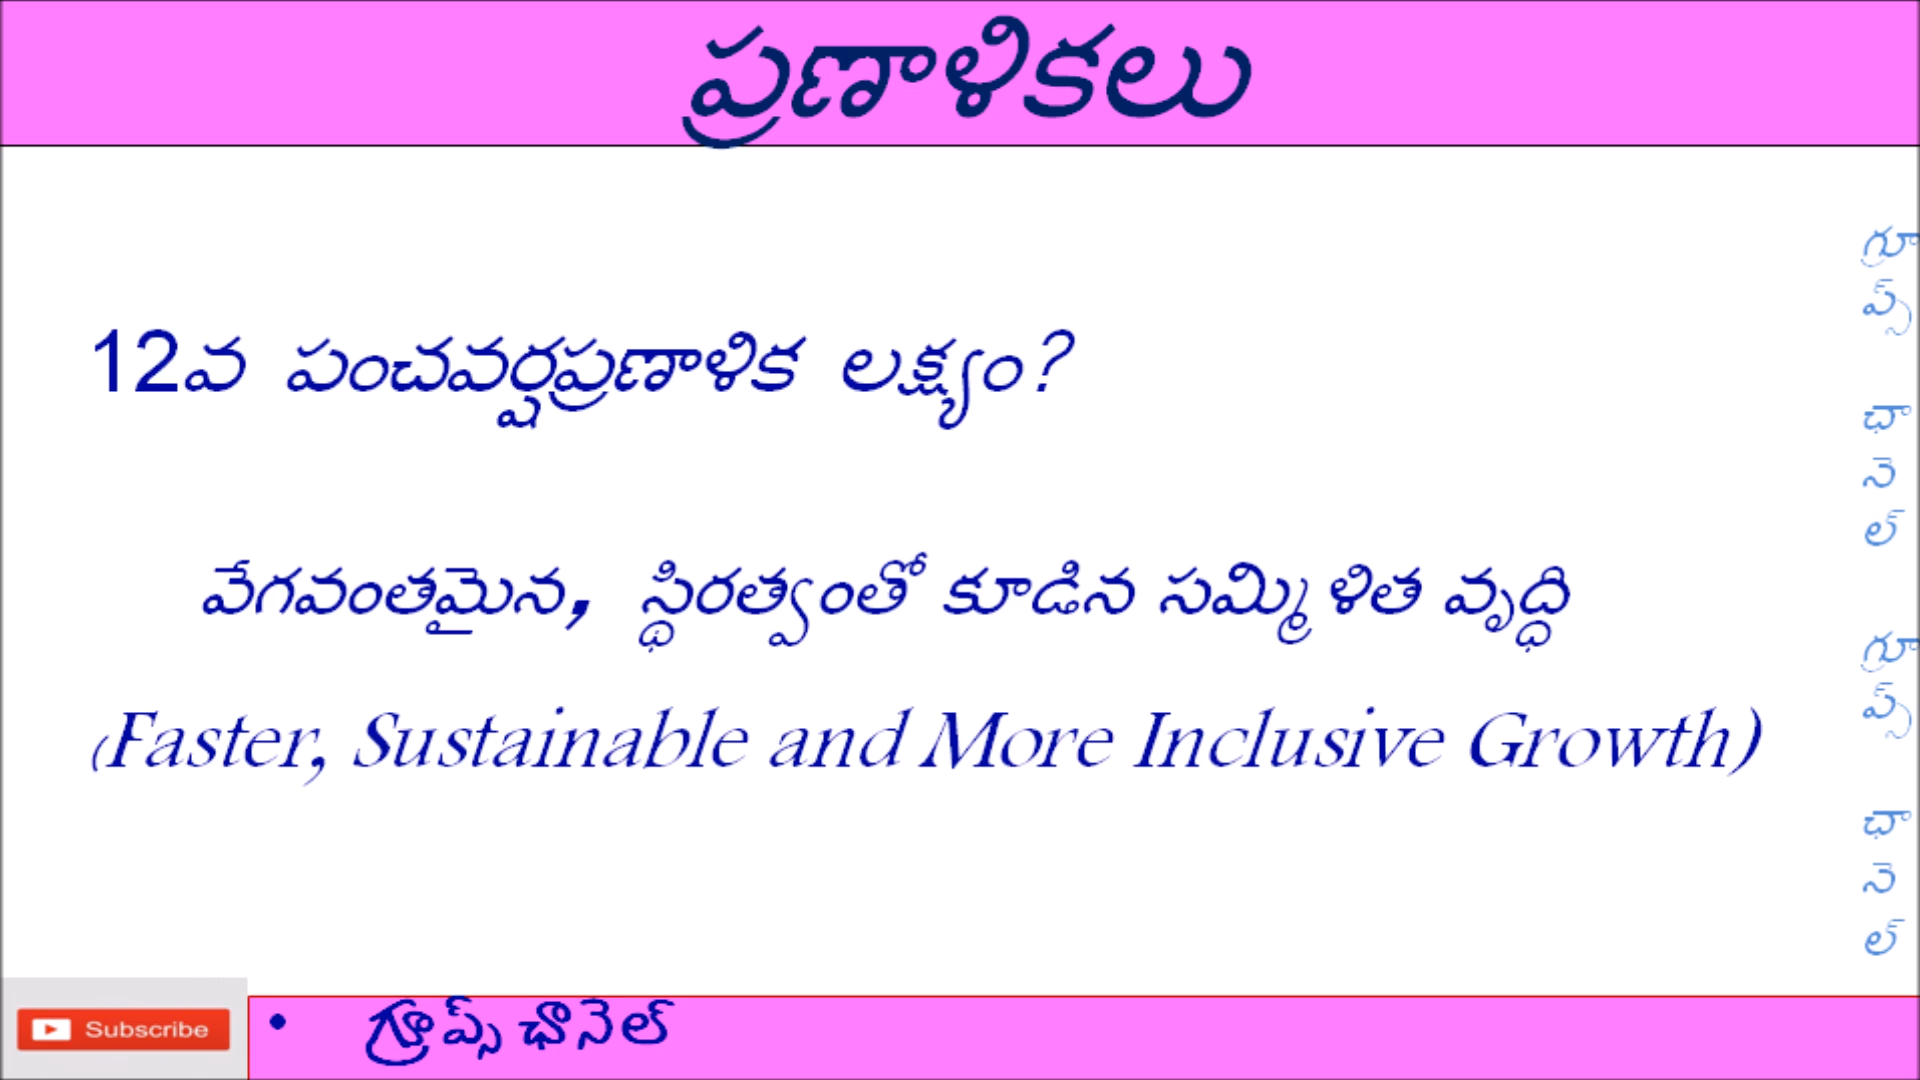 ప్రణాళికలు
12వ పంచవర్షప్రణాళిక లక్ష్యం?
వేగవంతమైన, స్థిరత్వంతో కూడిన సమ్మిళిత వృద్ధి
(Faster, Sustainable and More Inclusive Growth)
గ్రూప్స్ ఛానెల్ గ్రూప్స్ ఛానెల్
Subscribe
• గ్రూప్స్ ఛానెల్